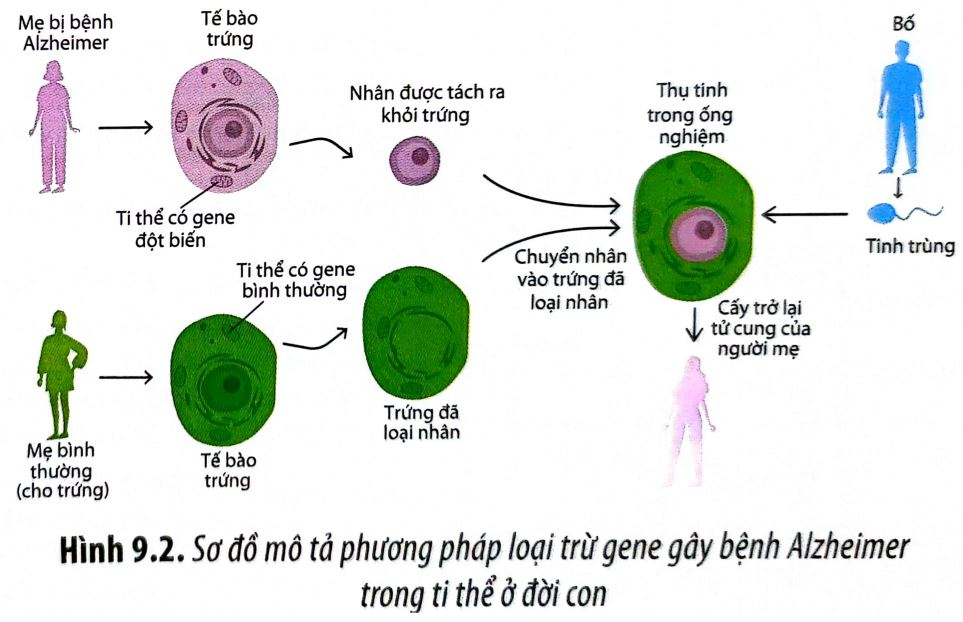 Mẹ bị bệnh
Alzheimer
Tế bào
trứng
Nhân được tách ra
khỏi trứng
Thụ tinh
trong ống
nghiệm
Bố
Ti thể có gene
đột biến
Tinh trùng
Ti thể có gene
bình thường
Chuyển nhân
vào trứng đã
loại nhân
Cấy trở lại
tử cung của
người mẹ
Trứng đã
loại nhân
Mẹ bình
thường
(cho trứng)
Tế bào
trứng
Hình 9.2. Sơ đồ mô tả phương pháp loại trừ gene gây bệnh Alzheimer
trong ti thể ở đời con